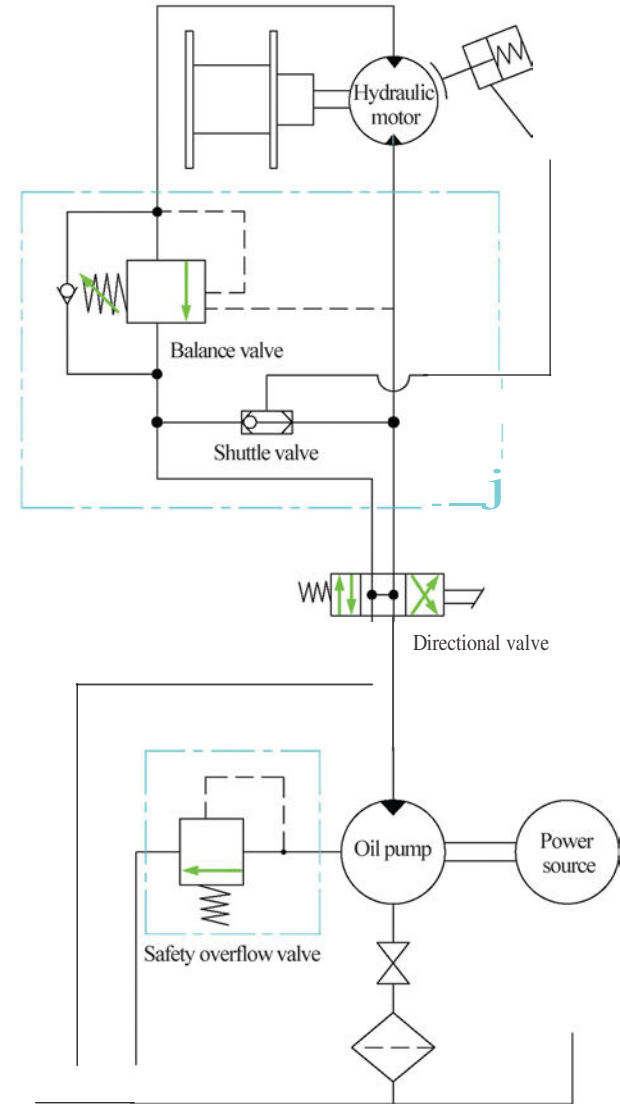 Hydraulic
motor
Balance valve
Shuttle valve
j
Directional valve
Oil pump
Power
source
Safety overflow valve